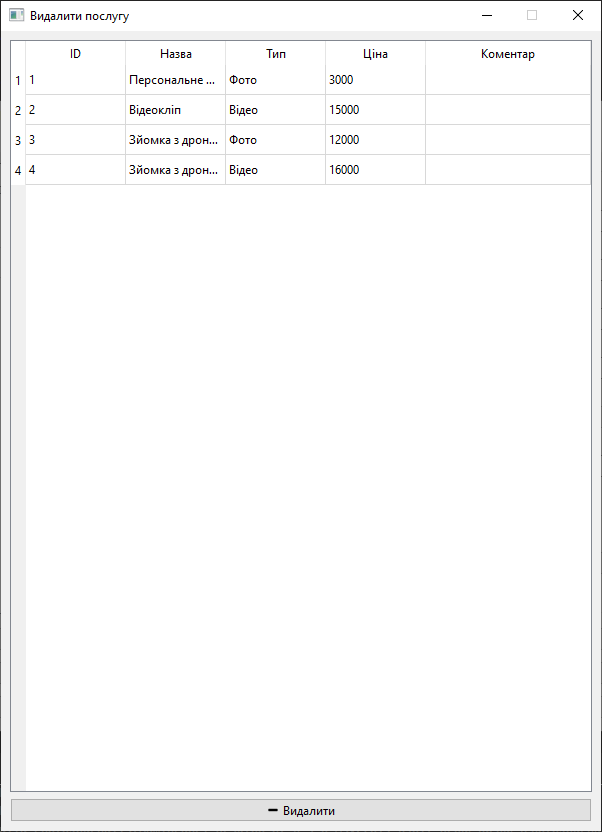 Видалити послугу
ID Назва Тип Ціна Коментар
1 1 Персональне ... Фото 3000
2 2 Відеокліп Відео 15000
3 3 Зйомка з дрон... Фото 12000
4 4 Зйомка з дрон... Відео 16000
Видалити